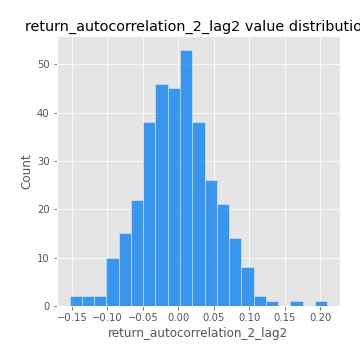 return_autocorrelation_2_lag2 value distributio
50
40
30
20
10
0
Count
−0.15 −0.10 −0.05 0.00 0.05 0.10 0.15 0.20
return_autocorrelation_2_lag2